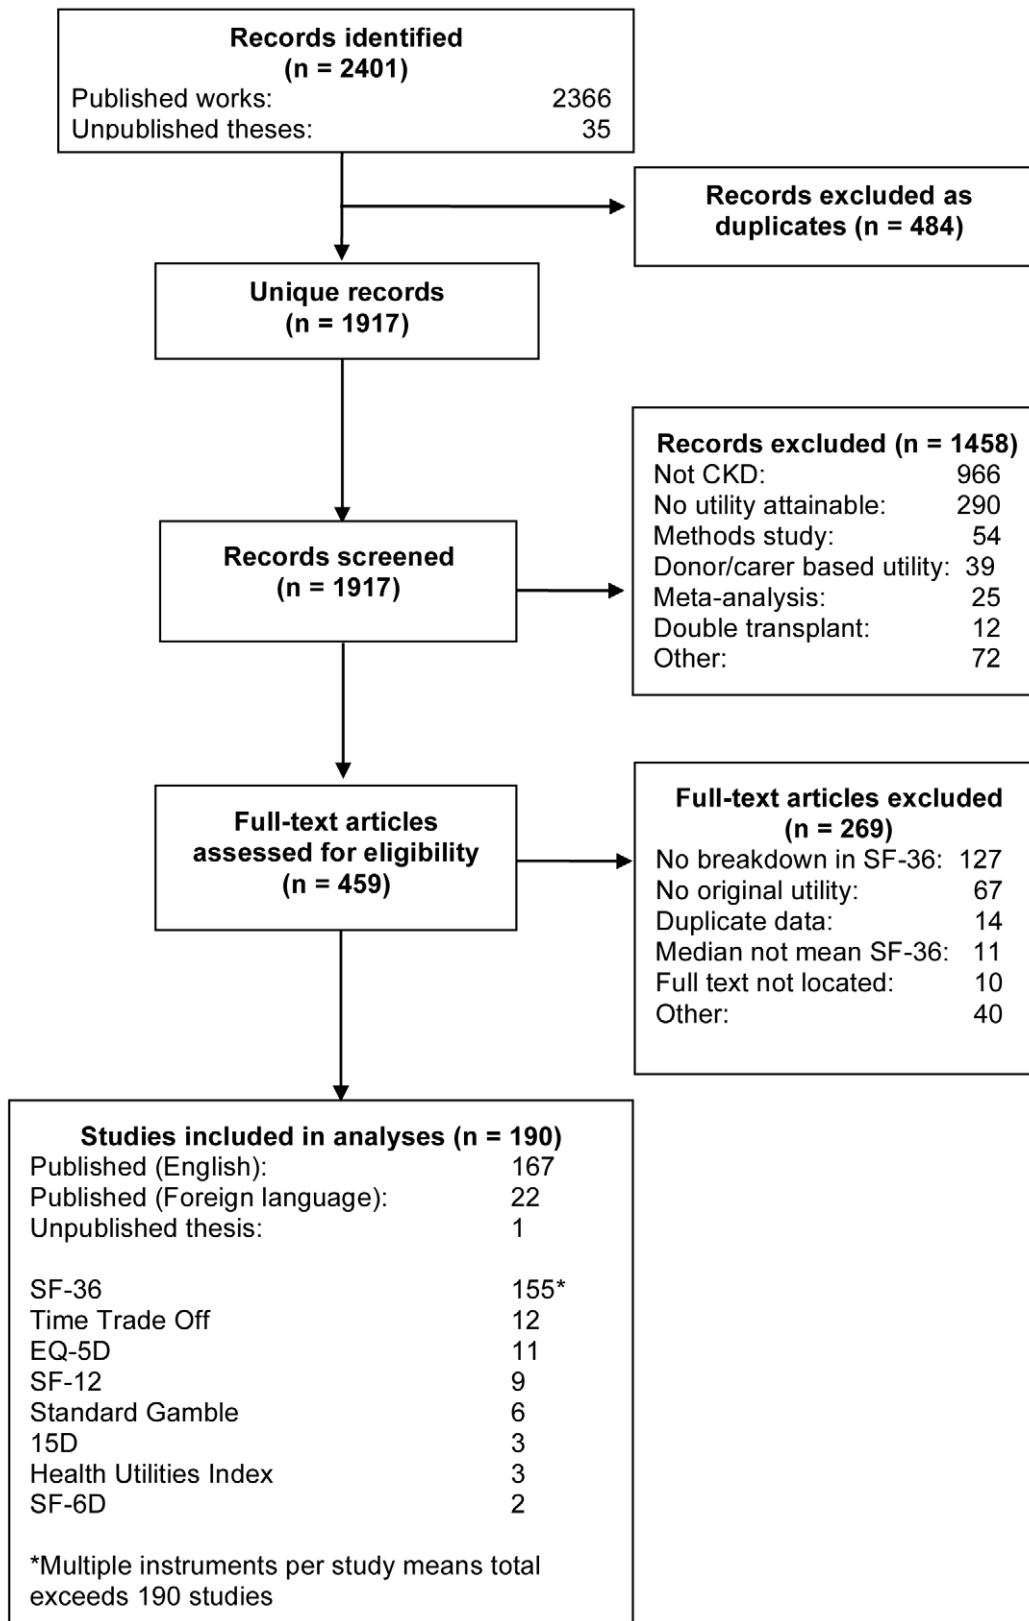 Records identified
(n = 2401)
Published works: 2366
Unpublished theses: 35
Records excluded as
duplicates (n = 484)
Unique records
(n = 1917)
Records excluded (n = 1458)
Not CKD: 966
No utility attainable: 290
Methods study: 54
Donor/carer based utility: 39
Meta-analysis: 25
Double transplant: 12
Other: 72
Records screened
(n = 1917)
Full-text articles
assessed for eligibility
(n = 459)
Full-text articles excluded
(n = 269)
No breakdown in SF-36: 127
No original utility: 67
Duplicate data: 14
Median not mean SF-36: 11
Full text not located: 10
Other: 40
Studies included in analyses (n = 190)
Published (English): 167
Published (Foreign language): 22
Unpublished thesis: 1
SF-36 155*
Time Trade Off 12
EQ-5D 11
SF-12 9
Standard Gamble 6
15D 3
Health Utilities Index 3
SF-6D 2
*Multiple instruments per study means total
exceeds 190 studies